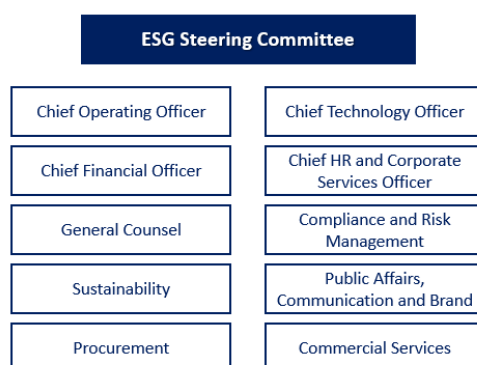 ESG Steering Committee
Chief Operating Officer
Chief Technology Officer
Chief Financial Officer
Chief HR and Corporate
Services Officer
General Counsel
Compliance and Risk
Management
Sustainability
Public Affairs,
Communication and Brand
Procurement
Commercial Services